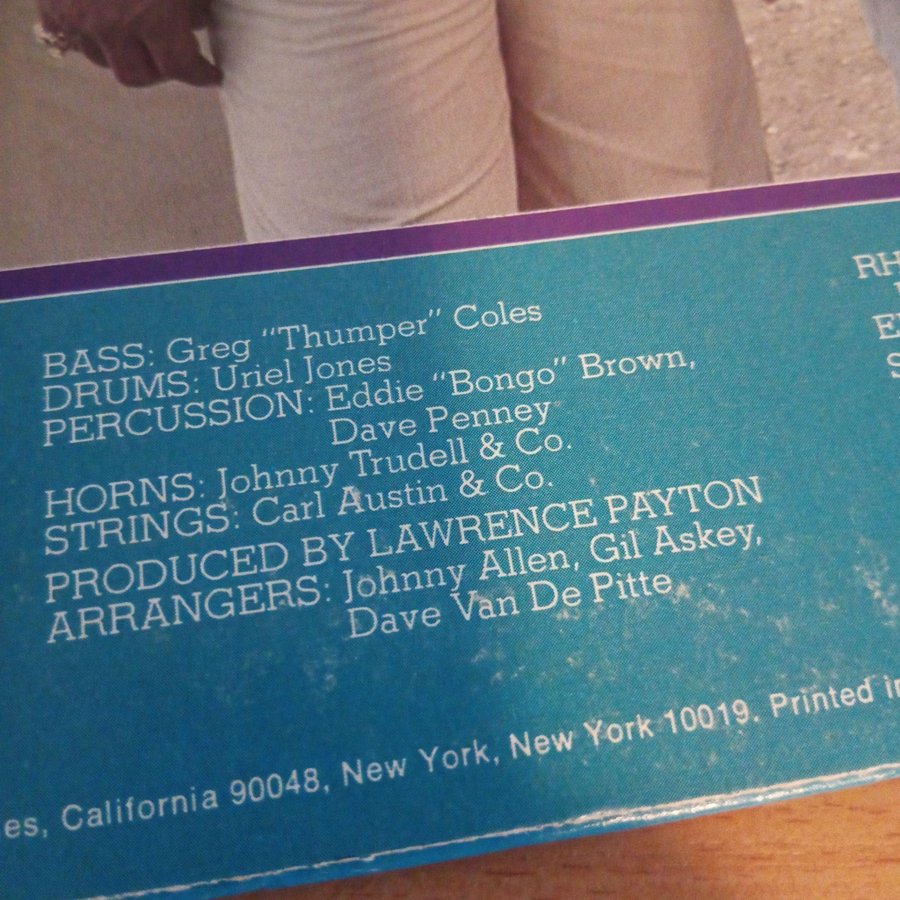 BASS: Greg "Thumper" Coles
DRUMS: Uriel Jones
PERCUSSION: Eddie "Bongo" Brown,
Dave Penney
HORNS: Johnny Trudell & Co.
STRINGS: Carl Austin & Co.
PRODUCED BY LAWRENCE PAYTON
ARRANGERS: Johnny Allen, Gil Askey,
Dave Van De Pitte
RH
es, California 90048, New York, New York 10019. Printed in